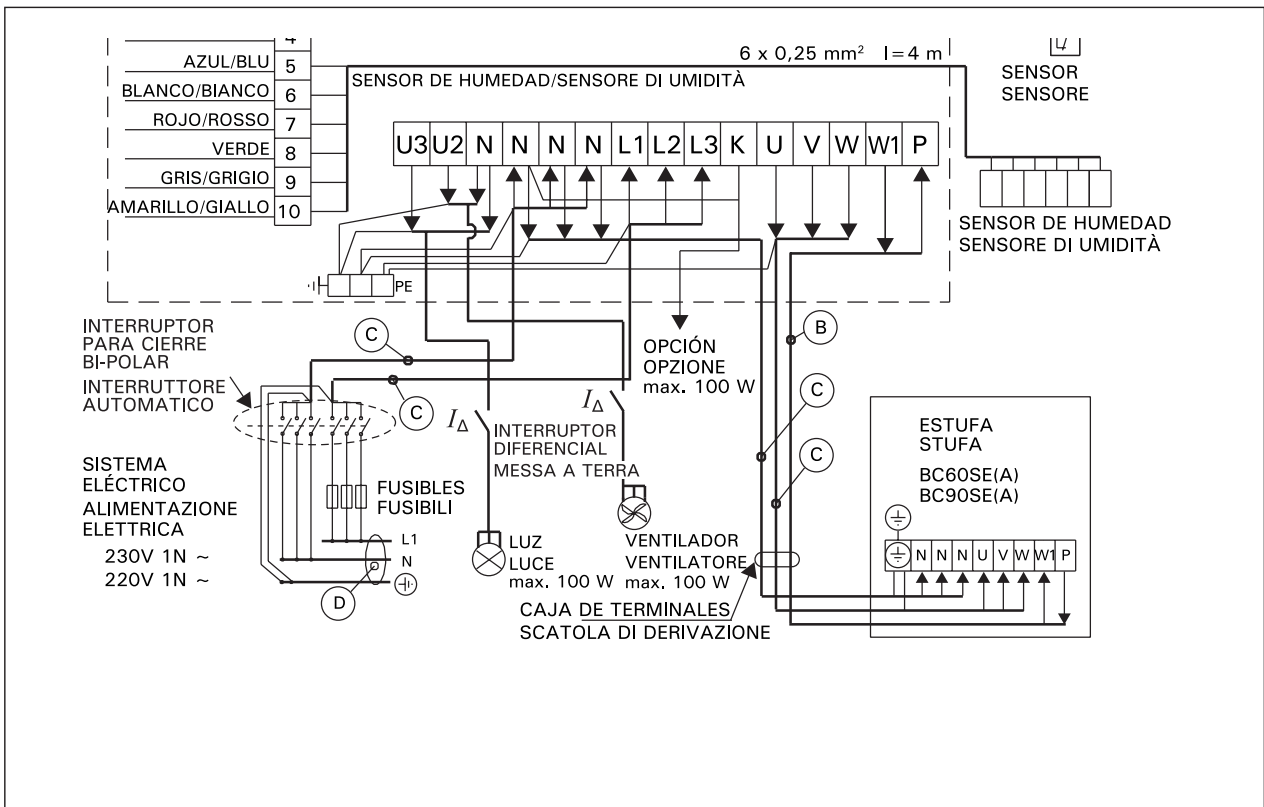 4
AZUL/BLU 5
BLANCO/BIANCO 6
ROJO/ROSSO 7
VERDE 8
GRIS/GRIGIO 9
AMARILLO/GIALLO 10
6 x 0,25 mm² l=4 m
SENSOR DE HUMEDAD/SENSORE DI UMIDITÀ
SENSOR
SENSORE
U3 U2 N N N N L1 L2 L3 K U V W W1 P
SENSOR DE HUMEDAD
SENSORE DI UMIDITÀ
PE
INTERRUPTOR
PARA CIERRE
BI-POLAR
INTERRUTTORE
AUTOMATICO
C
C
OPCIÓN
OPZIONE
max. 100 W
B
C
C
IΔ
IΔ
INTERRUPTOR
DIFERENCIAL
MESSA A TERRA
SISTEMA
ELÉCTRICO
ALIMENTAZIONE
ELETTRICA
230V 1N ~
220V 1N ~
FUSIBLES
FUSIBILI
L1
N
D
LUZ
LUCE
max. 100 W
VENTILADOR
VENTILATORE
max. 100 W
CAJA DE TERMINALES
SCATOLA DI DERIVAZIONE
ESTUFA
STUFA
BC60SE(A)
BC90SE(A)
N N N U V W W1 P